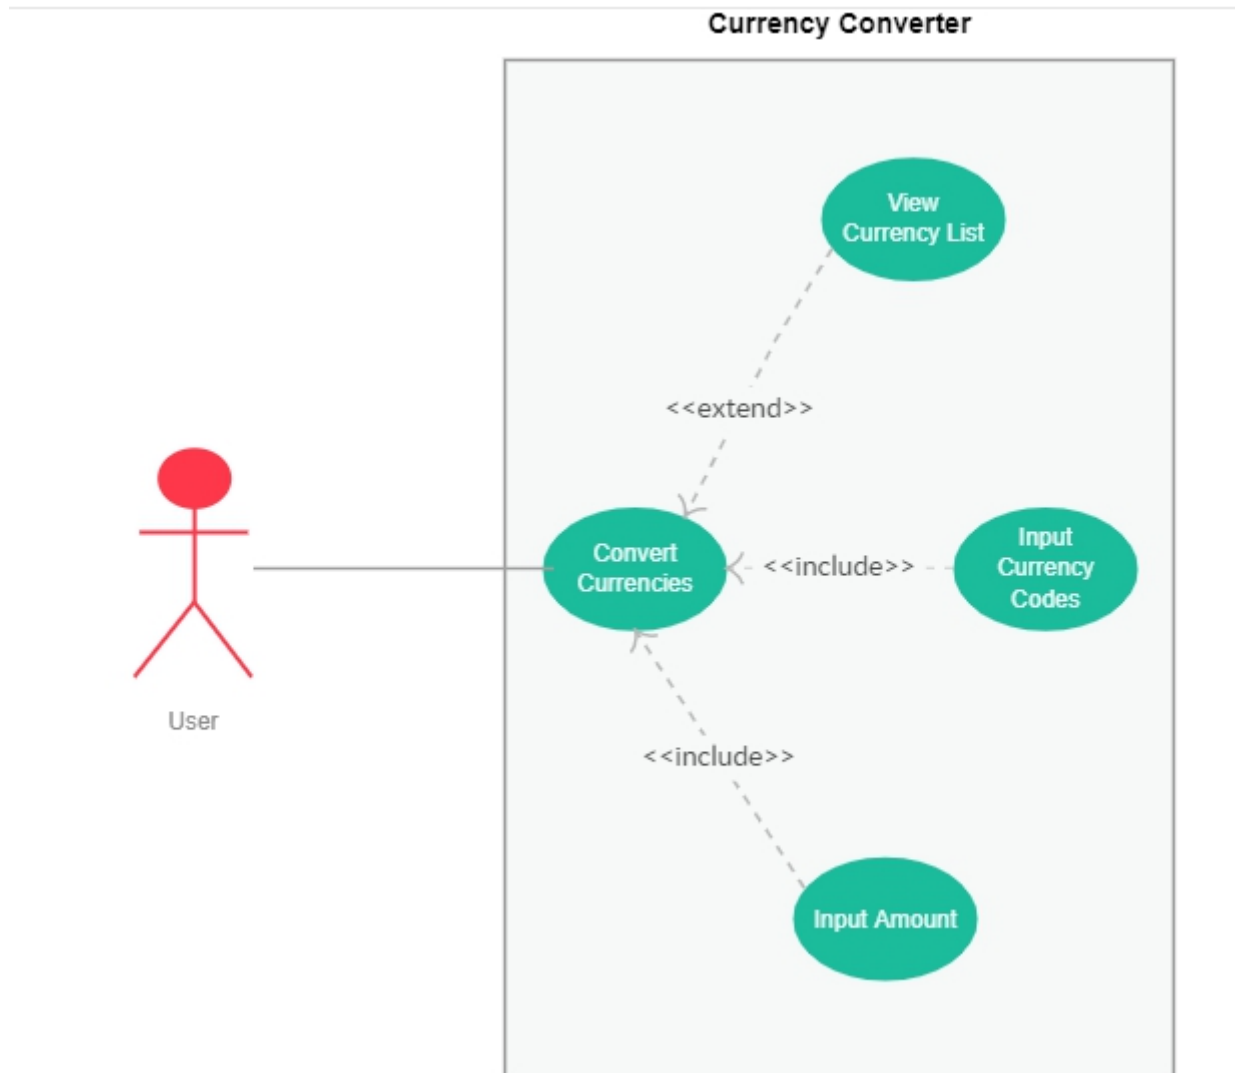 Currency Converter
View
Currency List
<<extend>>
Convert
Currencies
<<include>>
Input
Currency
Codes
User
<<include>>
Input Amount